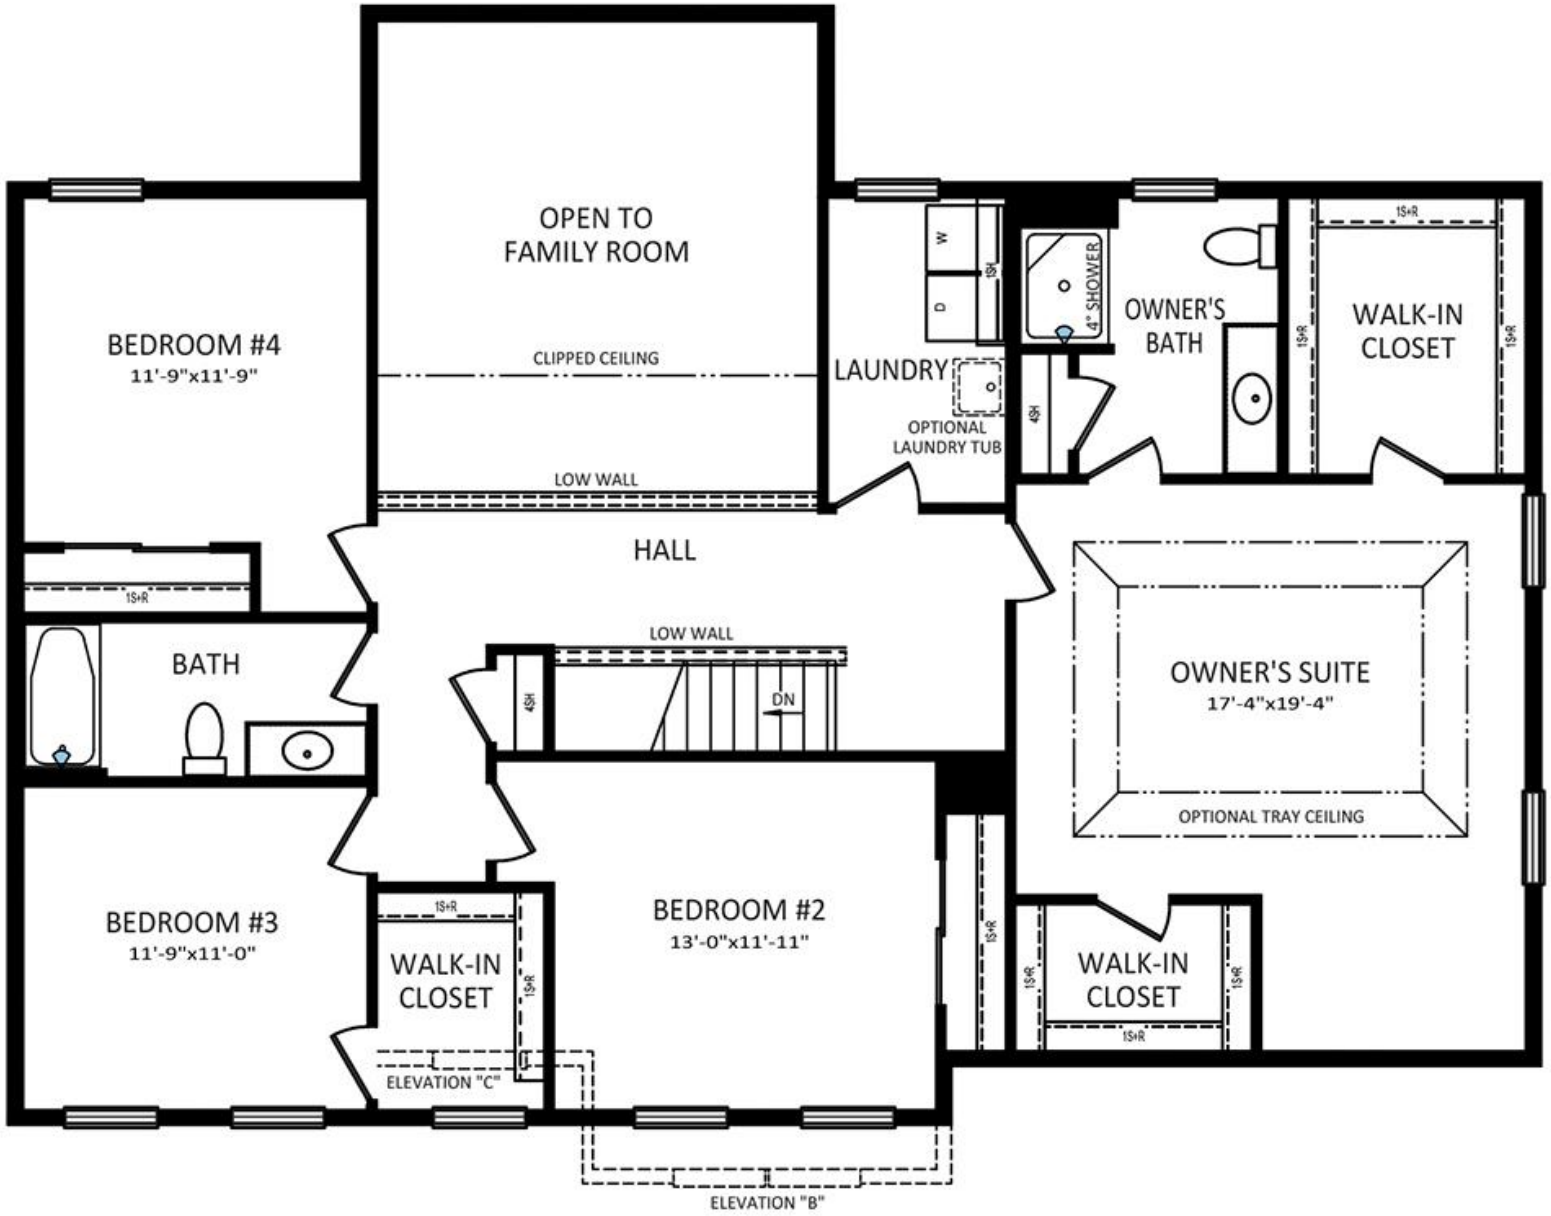 OPEN TO
FAMILY ROOM
CLIPPED CEILING
LOW WALL
BEDROOM #4
11'-9"x11'-9"
1S+R
W
D
1SH
LAUNDRY
OPTIONAL
LAUNDRY TUB
4" SHOWER
OWNER'S
BATH
4SH
1S+R
1S+R
1S+R
WALK-IN
CLOSET
HALL
LOW WALL
DN
4SH
BATH
OWNER'S SUITE
17'-4"x19'-4"
OPTIONAL TRAY CEILING
BEDROOM #3
11'-9"x11'-0"
1S+R
1S+R
WALK-IN
CLOSET
ELEVATION "C"
BEDROOM #2
13'-0"x11'-11"
1S+R
1S+R
WALK-IN
CLOSET
1S+R
1S+R
ELEVATION "B"